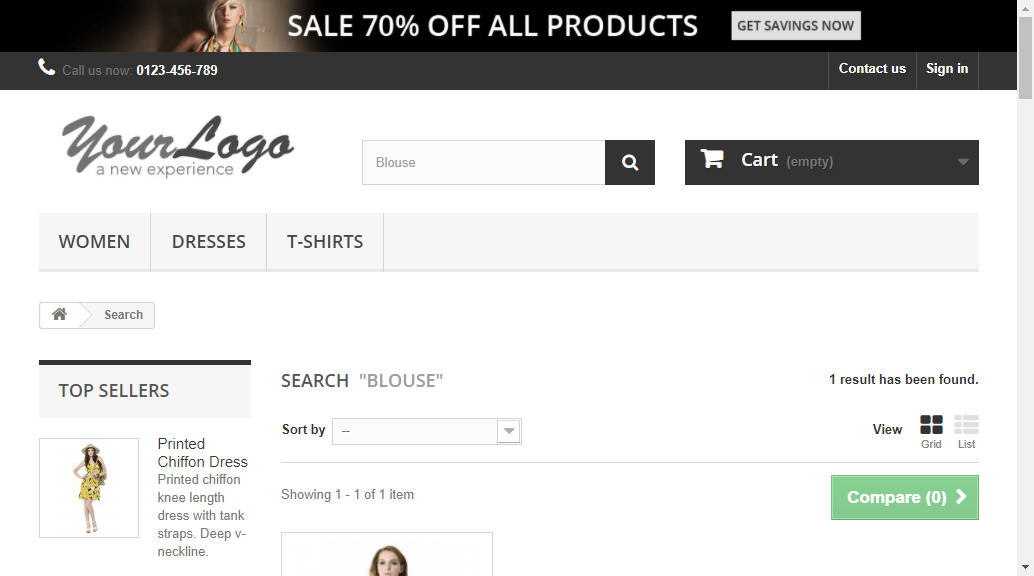 SALE 70% OFF ALL PRODUCTS GET SAVINGS NOW
Call us now: 0123-456-789 Contact us Sign in
YourLogo
a new experience
Blouse
Cart (empty)
WOMEN DRESSES T-SHIRTS
Search
TOP SELLERS
Printed
Chiffon Dress
Printed chiffon
knee length
dress with tank
straps. Deep v-
neckline.
SEARCH "BLOUSE" 1 result has been found.
Sort by -- View Grid List
Showing 1 - 1 of 1 item Compare (0)